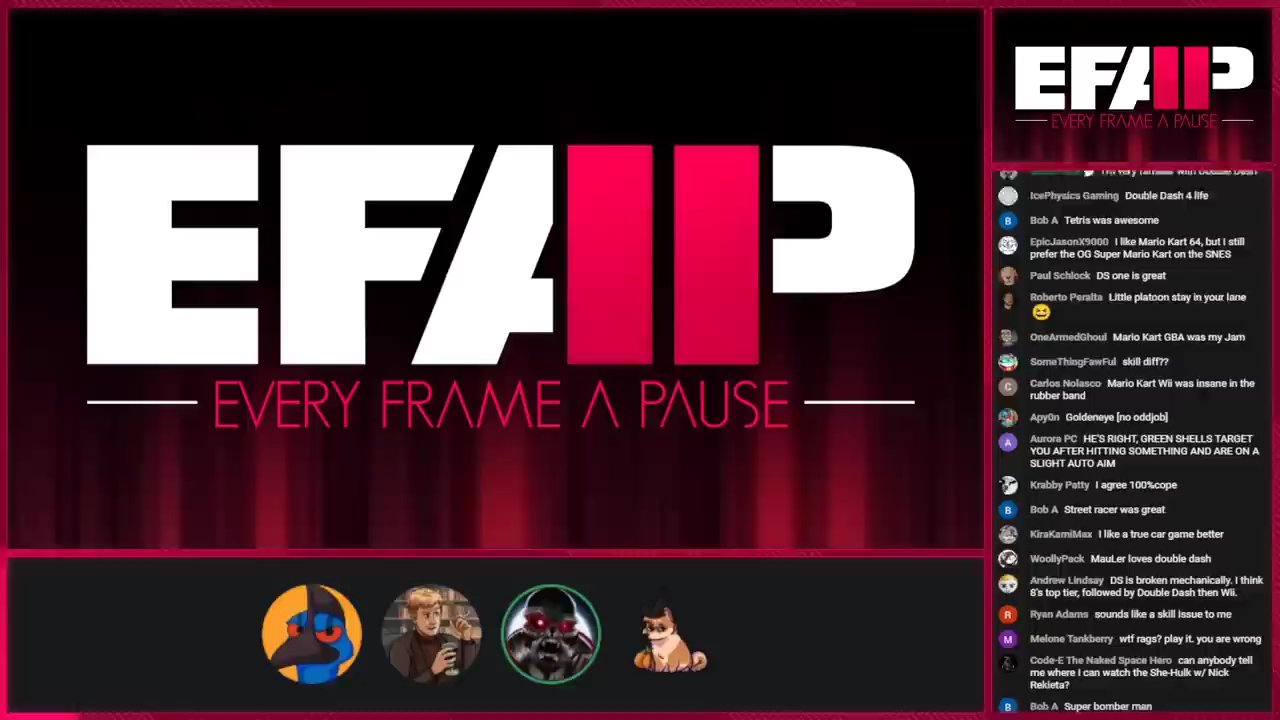 EFAP
EVERY FRAME A PAUSE
EFAP
EVERY FRAME A PAUSE
IcePhysics Gaming Double Dash 4 life
Bob A Tetris was awesome
EpicJasonX9000 I like Mario Kart 64, but I still
prefer the OG Super Mario Kart on the SNES
Paul Schlock DS one is great
Roberto Peralta Little platoon stay in your lane
😆
OneArmedGhoul Mario Kart GBA was my Jam
SomeThingFawFul skill diff??
Carlos Nolasco Mario Kart Wii was insane in the
rubber band
Apy0n Goldeneye [no oddjob]
Aurora PC HE'S RIGHT, GREEN SHELLS TARGET
YOU AFTER HITTING SOMETHING AND ARE ON A
SLIGHT AUTO AIM
Krabby Patty I agree 100%cope
B Bob A Street racer was great
KiraKamiMax I like a true car game better
WoollyPack MauLer loves double dash
Andrew Lindsay DS is broken mechanically. I think
8's top tier, followed by Double Dash then Wii.
R Ryan Adams sounds like a skill issue to me
M Melone Tankberry wtf rags? play it. you are wrong
Code-E The Naked Space Hero can anybody tell
me where I can watch the She-Hulk w/ Nick
Rekieta?
B Bob A Super bomber man